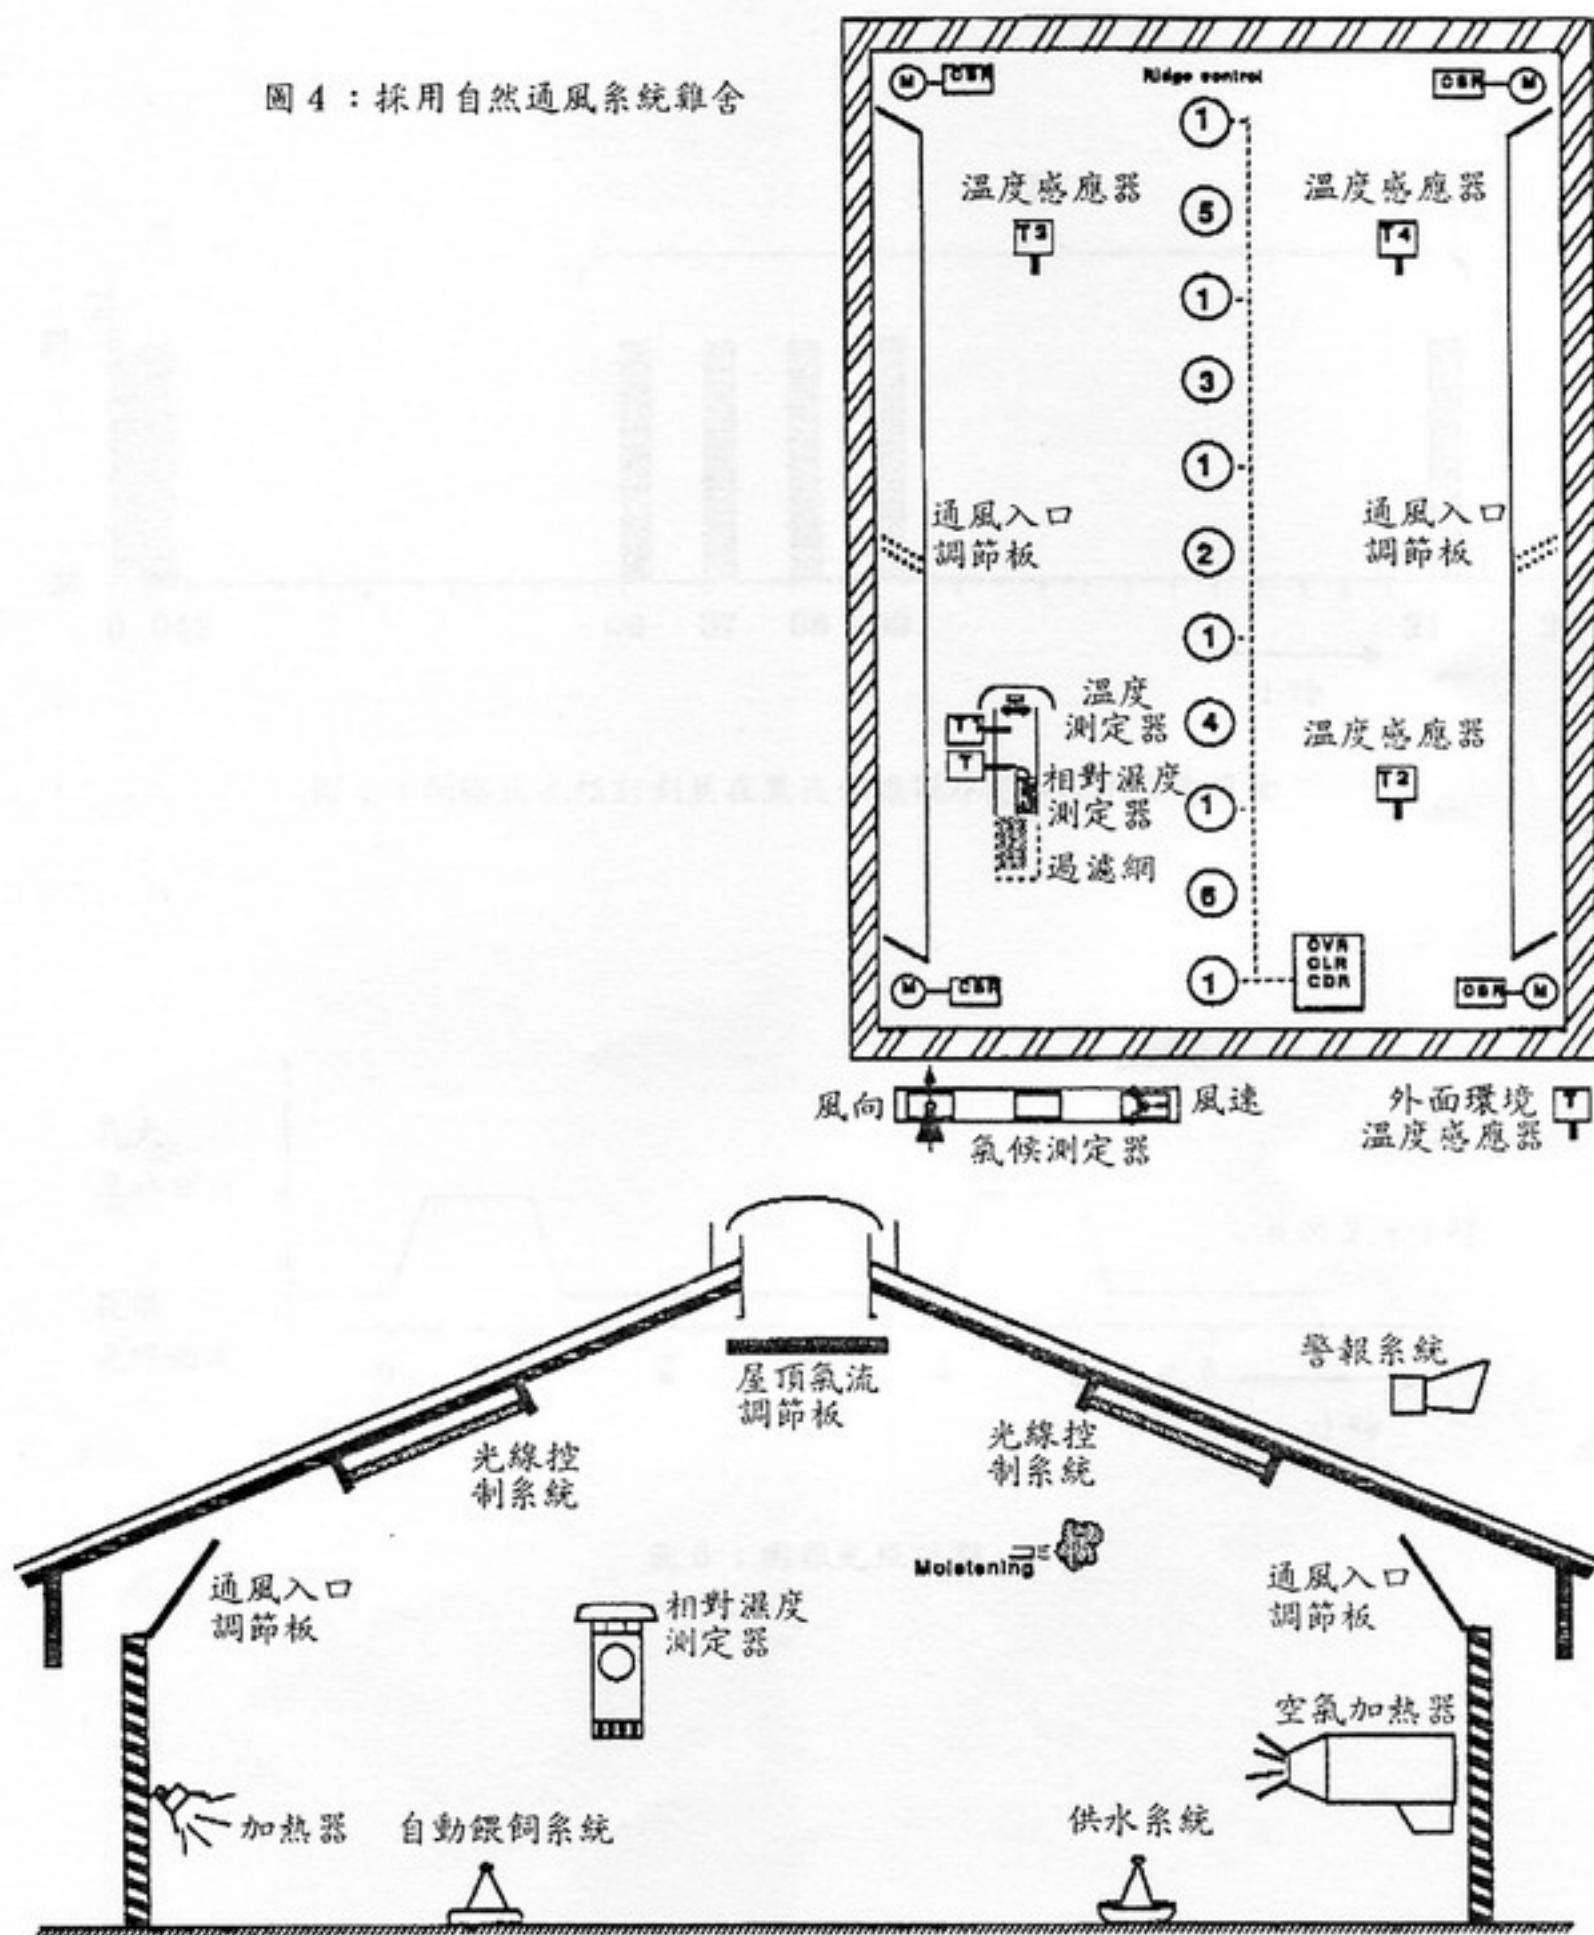 圖4：採用自然通風系統雞舍
M
M
Ridge control
1
5
1
3
1
2
1
4
1
6
1
溫度感應器
T3
溫度感應器
T4
通風入口
調節板
通風入口
調節板
溫度
測定器
T1
T
相對濕度
測定器
過濾網
溫度感應器
T2
OVR
CDR
M
M
風向
風速
氣候測定器
外面環境
溫度感應器
T
屋頂氣流
調節板
警報系統
光線控
制系統
光線控
制系統
Moistening
通風入口
調節板
相對濕度
測定器
通風入口
調節板
空氣加熱器
加熱器
自動餵飼系統
供水系統